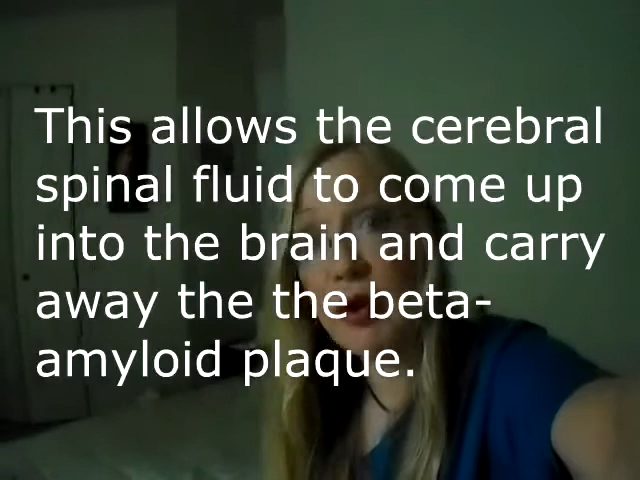 This allows the cerebral
spinal fluid to come up
into the brain and carry
away the the beta-
amyloid plaque.